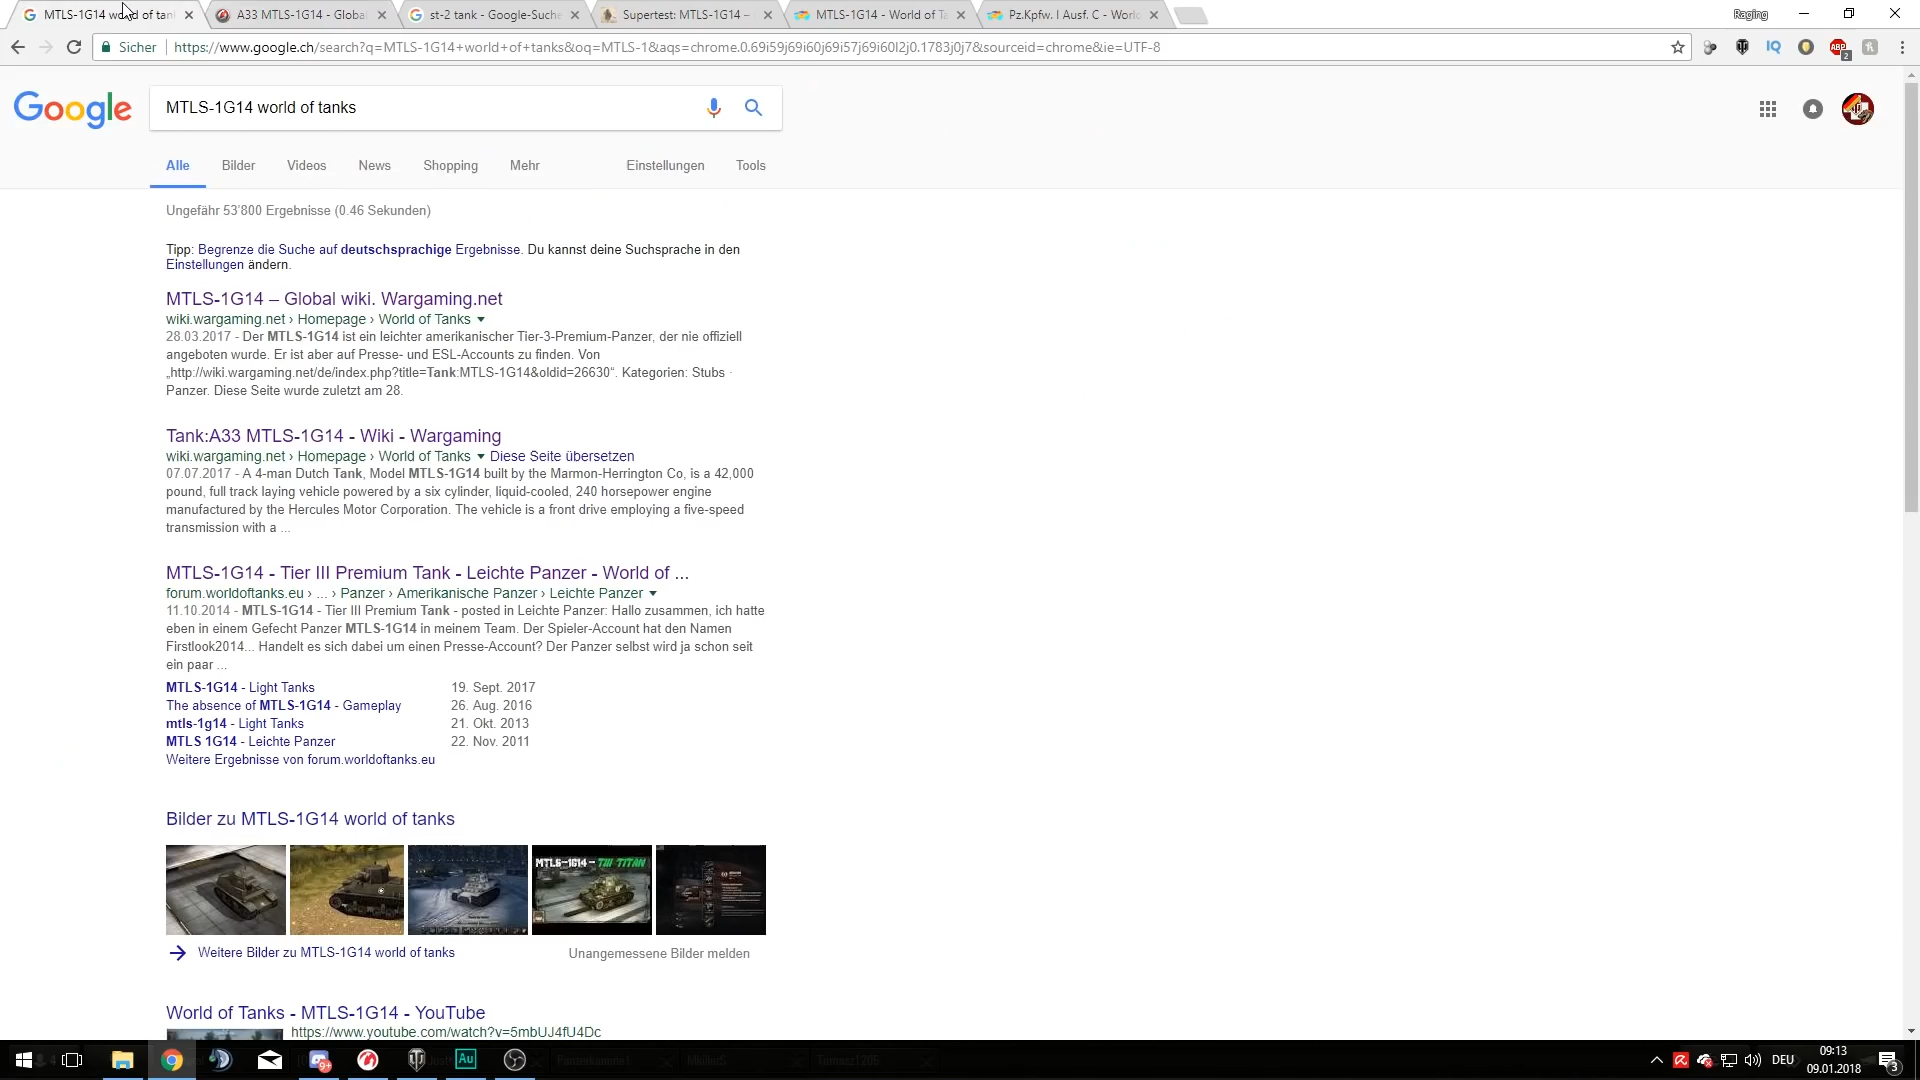 MTLS-1G14 world of tan
A33 MTLS-1G14 - Global
st-2 tank - Google-Suche
Supertest: MTLS-1G14 –
MTLS-1G14 - World of Ta
Pz.Kpfw. I Ausf. C - Worl
Raging
Sicher
https://www.google.ch/search?q=MTLS-1G14+world+of+tanks&oq=MTLS-1&aqs=chrome.0.69i59j69i60j69i57j69i60l2j0.1783j0j7&sourceid=chrome&ie=UTF-8
IQ
ABP
2
Google
MTLS-1G14 world of tanks
Alle
Bilder
Videos
News
Shopping
Mehr
Einstellungen
Tools
Ungefähr 53'800 Ergebnisse (0.46 Sekunden)
Tipp: Begrenze die Suche auf deutschsprachige Ergebnisse. Du kannst deine Suchsprache in den
Einstellungen ändern.
MTLS-1G14 – Global wiki. Wargaming.net
wiki.wargaming.net › Homepage › World of Tanks
28.03.2017 - Der MTLS-1G14 ist ein leichter amerikanischer Tier-3-Premium-Panzer, der nie offiziell
angeboten wurde. Er ist aber auf Presse- und ESL-Accounts zu finden. Von
„http://wiki.wargaming.net/de/index.php?title=Tank:MTLS-1G14&oldid=26630“. Kategorien: Stubs ·
Panzer. Diese Seite wurde zuletzt am 28.
Tank:A33 MTLS-1G14 - Wiki - Wargaming
wiki.wargaming.net › Homepage › World of Tanks Diese Seite übersetzen
07.07.2017 - A 4-man Dutch Tank, Model MTLS-1G14 built by the Marmon-Herrington Co, is a 42,000
pound, full track laying vehicle powered by a six cylinder, liquid-cooled, 240 horsepower engine
manufactured by the Hercules Motor Corporation. The vehicle is a front drive employing a five-speed
transmission with a ...
MTLS-1G14 - Tier III Premium Tank - Leichte Panzer - World of ...
forum.worldoftanks.eu › ... › Panzer › Amerikanische Panzer › Leichte Panzer
11.10.2014 - MTLS-1G14 - Tier III Premium Tank - posted in Leichte Panzer: Hallo zusammen, ich hatte
eben in einem Gefecht Panzer MTLS-1G14 in meinem Team. Der Spieler-Account hat den Namen
Firstlook2014... Handelt es sich dabei um einen Presse-Account? Der Panzer selbst wird ja schon seit
ein paar ...
MTLS-1G14 - Light Tanks 19. Sept. 2017
The absence of MTLS-1G14 - Gameplay 26. Aug. 2016
mtls-1g14 - Light Tanks 21. Okt. 2013
MTLS 1G14 - Leichte Panzer 22. Nov. 2011
Weitere Ergebnisse von forum.worldoftanks.eu
Bilder zu MTLS-1G14 world of tanks
MTLS-1G14 - TIII TITAN
Weitere Bilder zu MTLS-1G14 world of tanks
Unangemessene Bilder melden
World of Tanks - MTLS-1G14 - YouTube
https://www.youtube.com/watch?v=5mbUJ4fU4Dc
9+
Au
DEU
09:13
09.01.2018
3